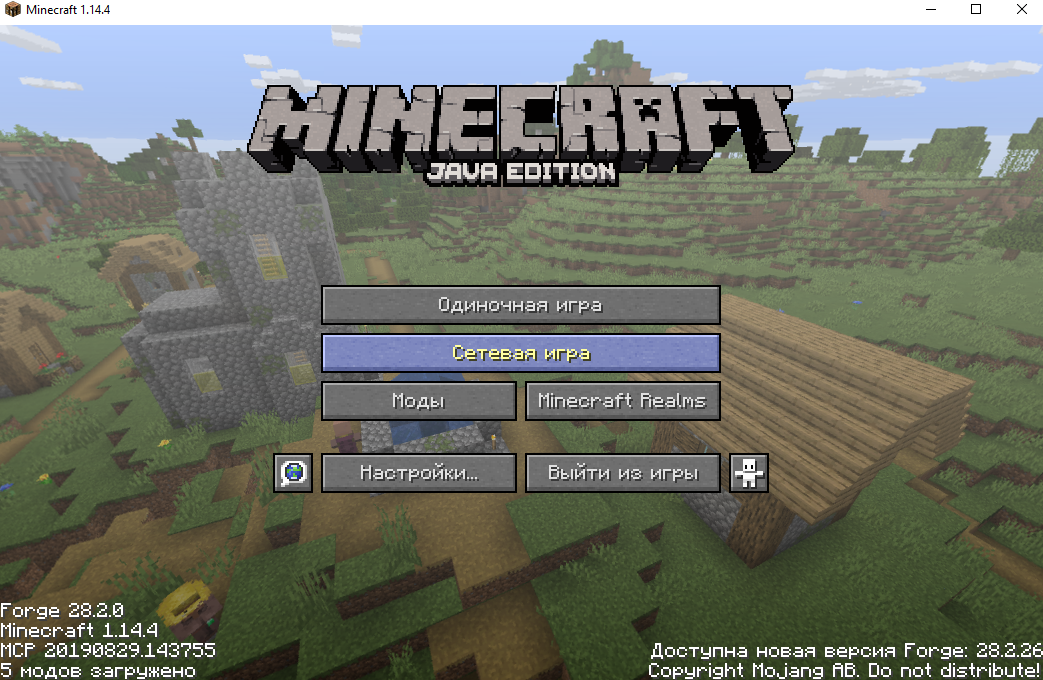 Minecraft 1.14.4
MINECRAFT
JAVA EDITION
Одиночная игра
Сетевая игра
Моды
Minecraft Realms
Настройки...
Выйти из игры
Forge 28.2.0
Minecraft 1.14.4
MCP 20190829.143755
5 модов загружено
Доступна новая версия Forge: 28.2.26
Copyright Mojang AB. Do not distribute!